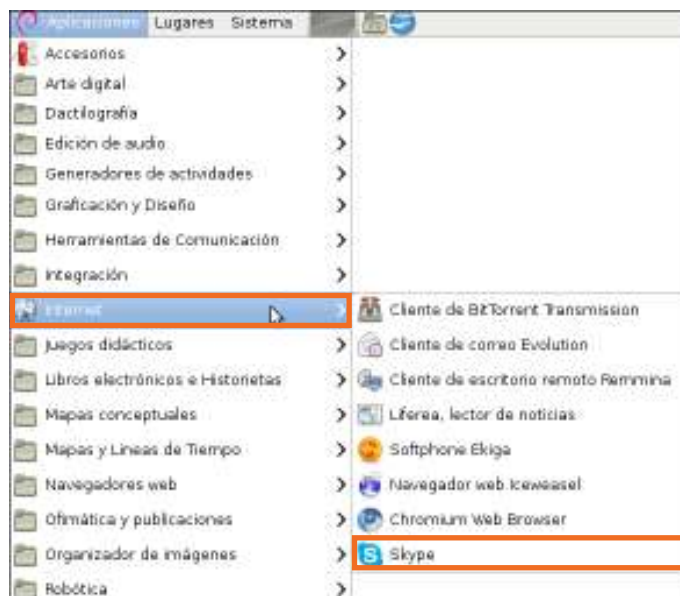 Aplicaciones Lugares Sistema
Accesorios
Arte digital
Dactilografía
Edición de audio
Generadores de actividades
Graficación y Diseño
Herramientas de Comunicación
Integración
Internet
Juegos didácticos
Libros electrónicos e Historietas
Mapas conceptuales
Mapas y Lineas de Tiempo
Navegadores web
Ofimática y publicaciones
Organizador de imágenes
Robótica
Cliente de BitTorrent Transmission
Cliente de correo Evolution
Cliente de escritorio remoto Remmina
Liferea, lector de noticias
Softphone Ekiga
Navegador web Iceweasel
Chromium Web Browser
Skype